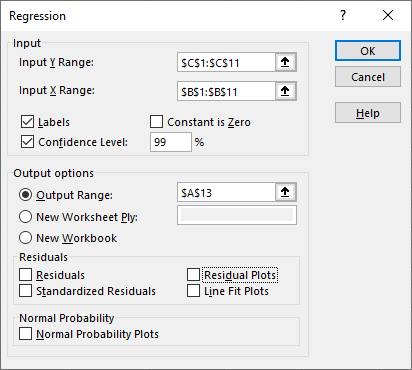 Regression
? ×
Input
Input Y Range: $C$1:$C$11
Input X Range: $B$1:$B$11
Labels Constant is Zero
Confidence Level: 99 %
OK
Cancel
Help
Output options
Output Range: $A$13
New Worksheet Ply:
New Workbook
Residuals
Residuals Residual Plots
Standardized Residuals Line Fit Plots
Normal Probability
Normal Probability Plots